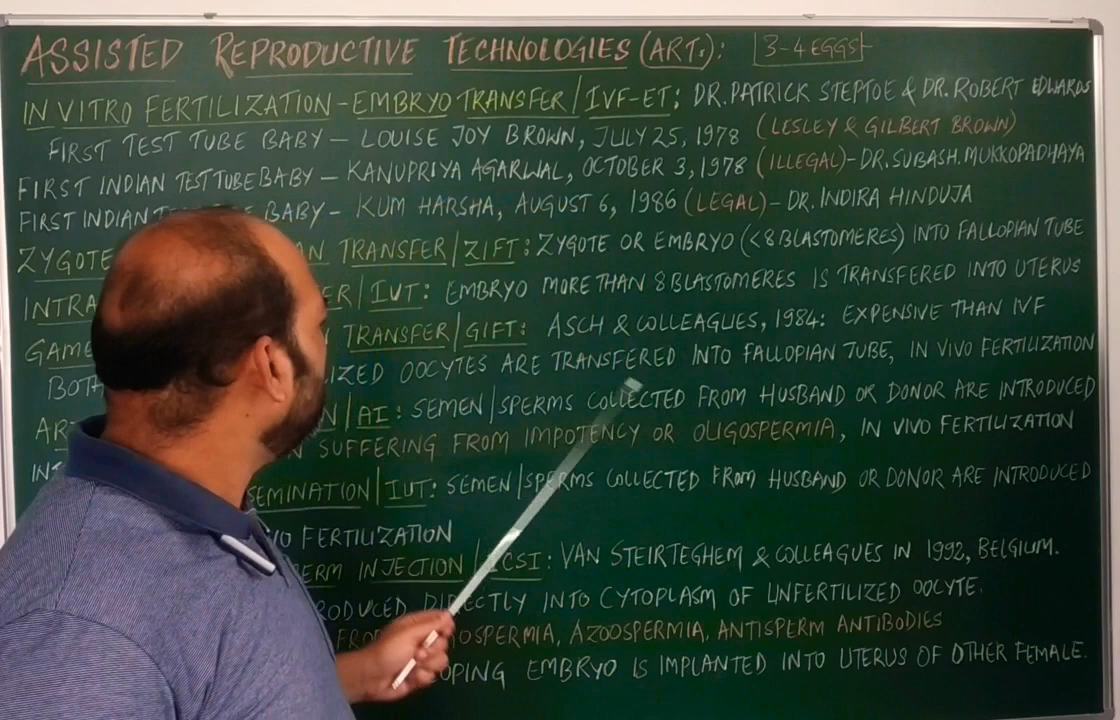 ASSISTED REPRODUCTIVE TECHNOLOGIES (ARTs): 3-4 EGGS
IN VITRO FERTILIZATION-EMBRYO TRANSFER/IVF-ET: DR. PATRICK STEPTOE & DR. ROBERT EDWARDS
FIRST TEST TUBE BABY – LOUISE JOY BROWN, JULY 25, 1978 (LESLEY & GILBERT BROWN)
FIRST INDIAN TEST TUBE BABY – KANUPRIYA AGARWAL, OCTOBER 3, 1978 (ILLEGAL)-DR. SUBASH. MUKKOPADHAYA
FIRST INDIAN BABY – KUM HARSHA, AUGUST 6, 1986 (LEGAL)-DR. INDIRA HINDUJA
ZYGOTE TRANSFER/ZIFT: ZYGOTE OR EMBRYO (<8 BLASTOMERES) INTO FALLOPIAN TUBE
INTRA ER/IUT: EMBRYO MORE THAN 8 BLASTOMERES IS TRANSFERED INTO UTERUS
GAME TRANSFER/GIFT: ASCH & COLLEAGUES, 1984: EXPENSIVE THAN IVF
BOTH IZED OOCYTES ARE TRANSFERED INTO FALLOPIAN TUBE, IN VIVO FERTILIZATION
AR N/AI: SEMEN/SPERMS COLLECTED FROM HUSBAND OR DONOR ARE INTRODUCED
IN SUFFERING FROM IMPOTENCY OR OLIGOSPERMIA, IN VIVO FERTILIZATION
SEMINATION/IUT: SEMEN/SPERMS COLLECTED FROM HUSBAND OR DONOR ARE INTRODUCED
VO FERTILIZATION
ERM INJECTION/ICSI: VAN STEIRTEGHEM & COLLEAGUES IN 1992, BELGIUM.
RODUCED DIRECTLY INTO CYTOPLASM OF UNFERTILIZED OOCYTE.
FRO OSPERMIA, AZOOSPERMIA, ANTISPERM ANTIBODIES
OPING EMBRYO IS IMPLANTED INTO UTERUS OF OTHER FEMALE.